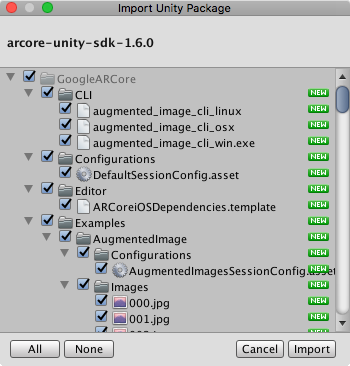 Import Unity Package
arcore-unity-sdk-1.6.0
GoogleARCore
CLI NEW
augmented_image_cli_linux NEW
augmented_image_cli_osx NEW
augmented_image_cli_win.exe NEW
Configurations NEW
DefaultSessionConfig.asset NEW
Editor NEW
ARCoreiOSDependencies.template NEW
Examples NEW
AugmentedImage NEW
Configurations NEW
AugmentedImagesSessionConfig.asset NEW
Images NEW
000.jpg NEW
001.jpg NEW
All None Cancel Import